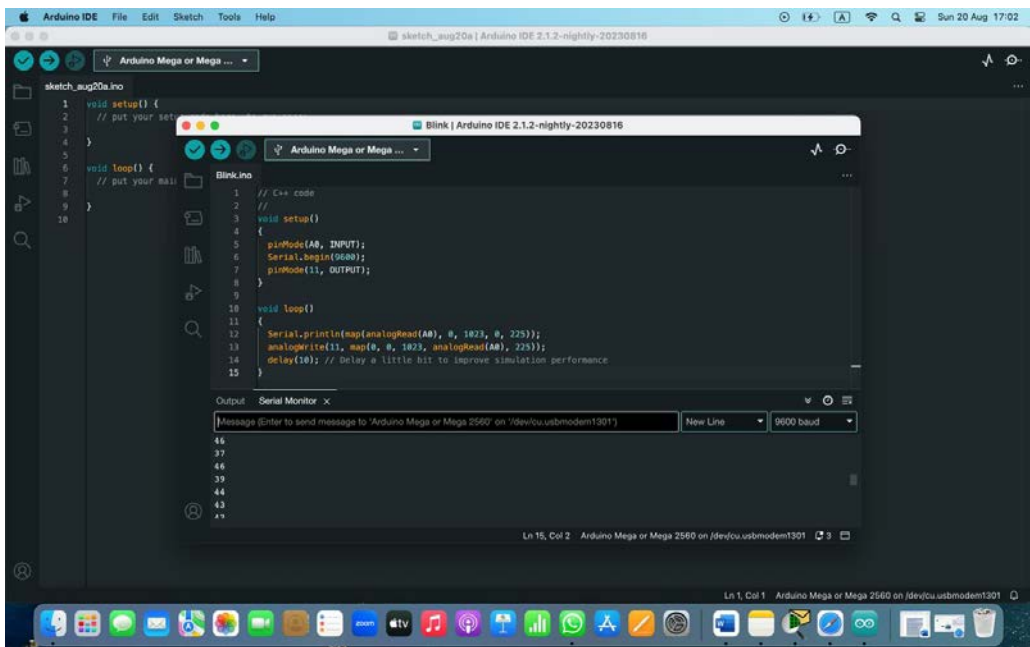 Arduino IDE File Edit Sketch Tools Help
A
Sun 20 Aug 17:02
sketch_aug20a | Arduino IDE 2.1.2-nightly-20230816
Arduino Mega or Mega ...
sketch_aug20a.ino
1 void setup() {
2 // put your
3
4 }
5
6 void loop() {
7 // put your
8
9 }
10
Blink | Arduino IDE 2.1.2-nightly-20230816
Arduino Mega or Mega ...
Blink.ino
1 // C++ code
2 //
3 void setup()
4 {
5 pinMode(A0, INPUT);
6 Serial.begin(9600);
7 pinMode(11, OUTPUT);
8 }
9
10 void loop()
11 {
12 Serial.println(map(analogRead(A0), 0, 1023, 0, 225));
13 analogWrite(11, map(0, 0, 1023, analogRead(A0), 225));
14 delay(10); // Delay a little bit to improve simulation performance
15 }
Output Serial Monitor x
Message (Enter to send message to 'Arduino Mega or Mega 2560' on '/dev/cu.usbmodem1301')
New Line
9600 baud
46
37
46
39
44
43
Ln 15, Col 2 Arduino Mega or Mega 2560 on /dev/cu.usbmodem1301 3
Ln 1, Col 1 Arduino Mega or Mega 2560 on /dev/cu.usbmodem1301
zoom
tv